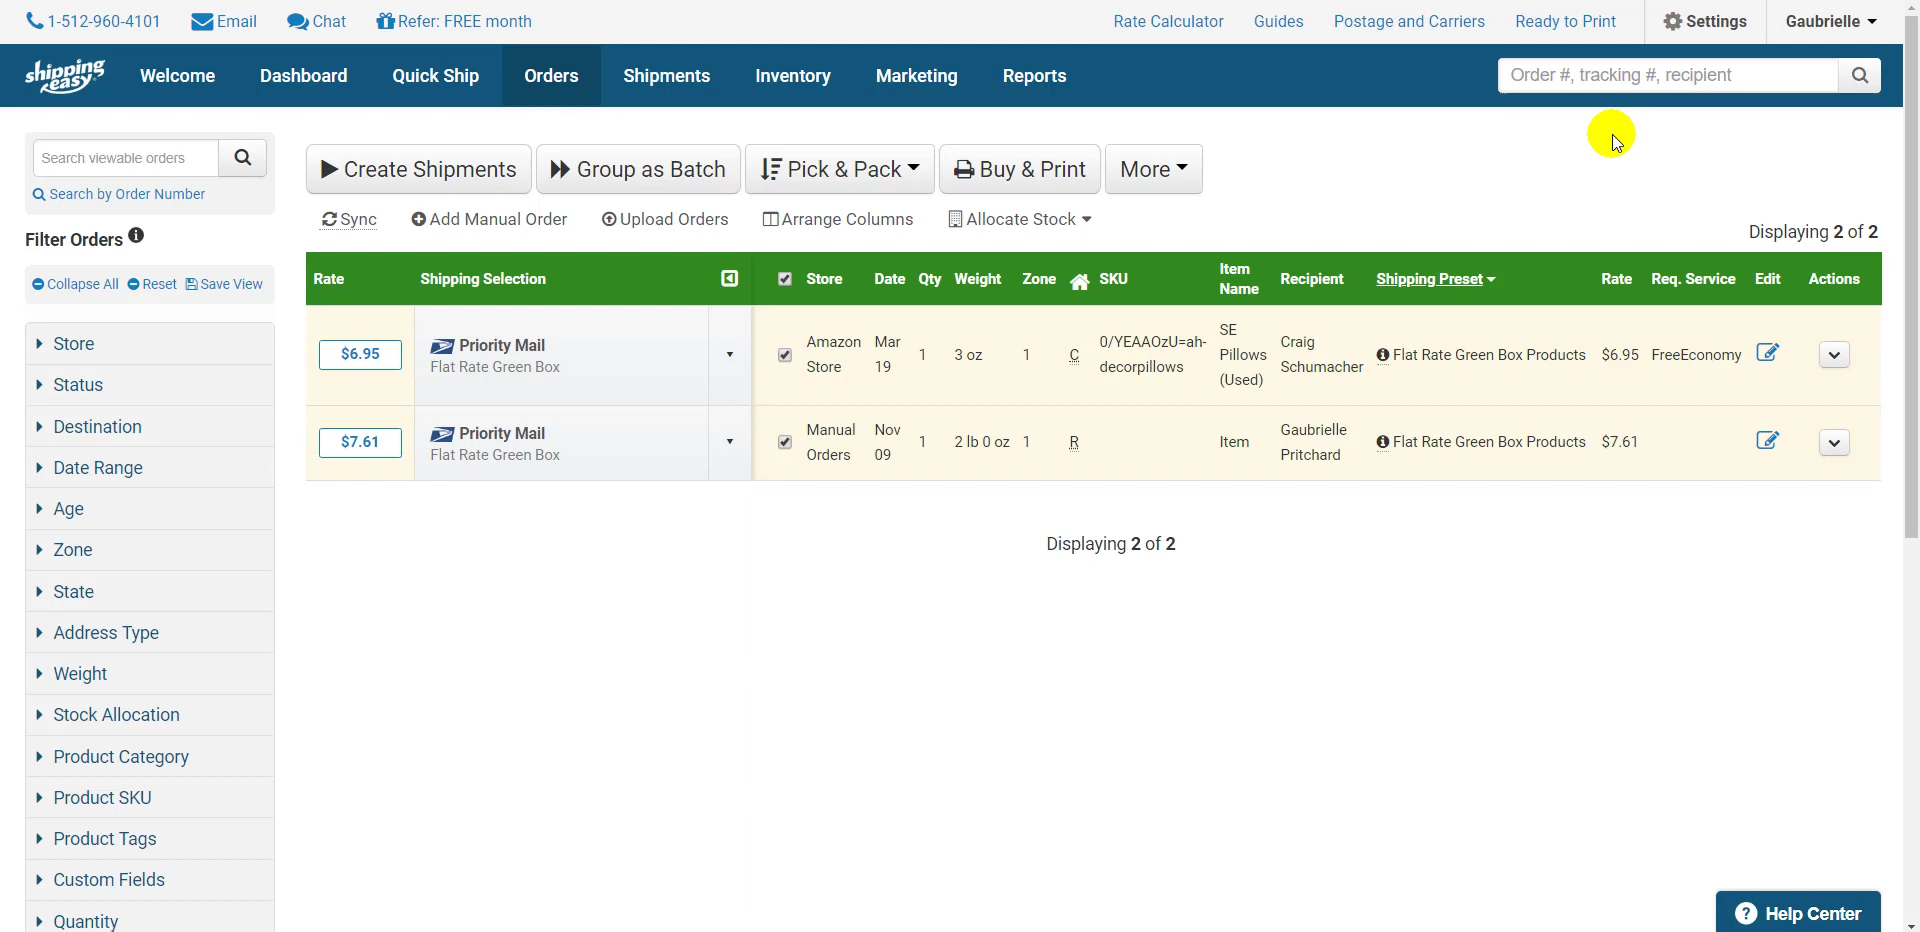 1-512-960-4101 Email Chat Refer: FREE month Rate Calculator Guides Postage and Carriers Ready to Print Settings Gaubrielle
shipping easy Welcome Dashboard Quick Ship Orders Shipments Inventory Marketing Reports Order #, tracking #, recipient
Search viewable orders
Search by Order Number
Filter Orders
Collapse All Reset Save View
Store
Status
Destination
Date Range
Age
Zone
State
Address Type
Weight
Stock Allocation
Product Category
Product SKU
Product Tags
Custom Fields
Quantity
Create Shipments Group as Batch Pick & Pack Buy & Print More
Sync Add Manual Order Upload Orders Arrange Columns Allocate Stock
Displaying 2 of 2
Rate Shipping Selection Store Date Qty Weight Zone SKU Item Name Recipient Shipping Preset Rate Req. Service Edit Actions
$6.95 Priority Mail Flat Rate Green Box Amazon Store Mar 19 1 3 oz 1 C 0/YEAAOzU=ah-decorpillows SE Pillows (Used) Craig Schumacher Flat Rate Green Box Products $6.95 FreeEconomy
$7.61 Priority Mail Flat Rate Green Box Manual Orders Nov 09 1 2 lb 0 oz 1 R Item Gaubrielle Pritchard Flat Rate Green Box Products $7.61
Displaying 2 of 2
? Help Center